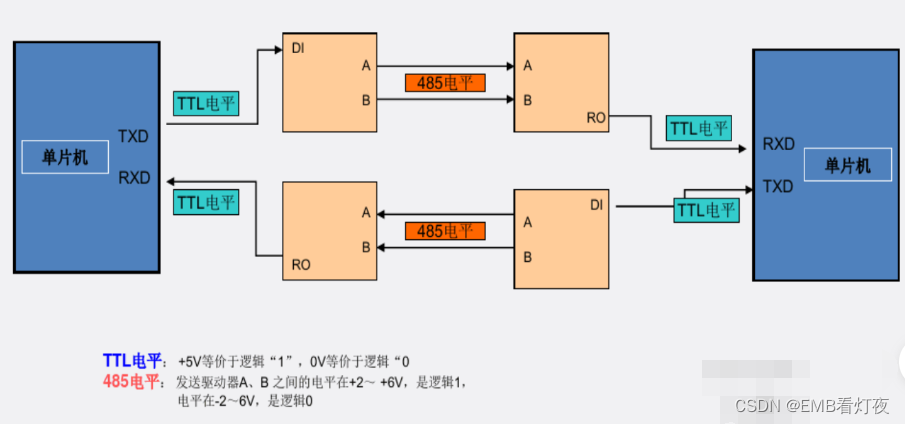 DI
A
B
485电平
A
B
RO
TTL电平
TXD
单片机
RXD
TTL电平
TTL电平
RXD
单片机
TXD
A
B
RO
485电平
DI
A
B
TTL电平
TTL电平： +5V等价于逻辑“1”，0V等价于逻辑“0
485电平： 发送驱动器A、B 之间的电平在+2～ +6V，是逻辑1，
电平在-2～6V，是逻辑0
CSDN @EMB看灯夜